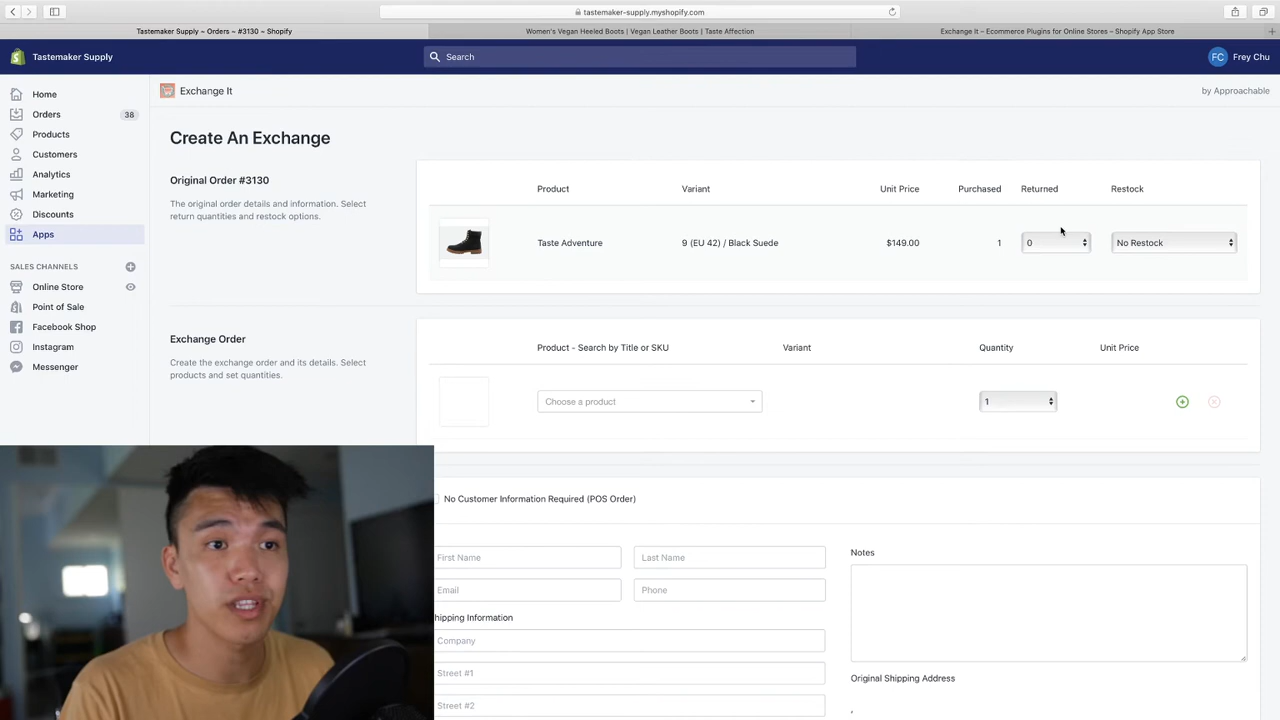 tastemaker-supply.myshopify.com
Tastemaker Supply ~ Orders ~ #3130 ~ Shopify
Women's Vegan Heeled Boots | Vegan Leather Boots | Taste Affection
Exchange It – Ecommerce Plugins for Online Stores – Shopify App Store
Tastemaker Supply
Search
FC
Frey Chu
Home
Orders
38
Products
Customers
Analytics
Marketing
Discounts
Apps
SALES CHANNELS
Online Store
Point of Sale
Facebook Shop
Instagram
Messenger
Exchange It
by Approachable
Create An Exchange
Original Order #3130
The original order details and information. Select
return quantities and restock options.
Product
Variant
Unit Price
Purchased
Returned
Restock
Taste Adventure
9 (EU 42) / Black Suede
$149.00
1
0
No Restock
Exchange Order
Create the exchange order and its details. Select
products and set quantities.
Product - Search by Title or SKU
Variant
Quantity
Unit Price
Choose a product
1
No Customer Information Required (POS Order)
First Name
Last Name
Email
Phone
hipping Information
Company
Street #1
Street #2
Notes
Original Shipping Address
,